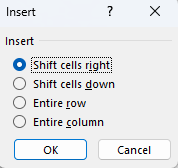 Insert
?
Insert
Shift cells right
Shift cells down
Entire row
Entire column
OK
Cancel